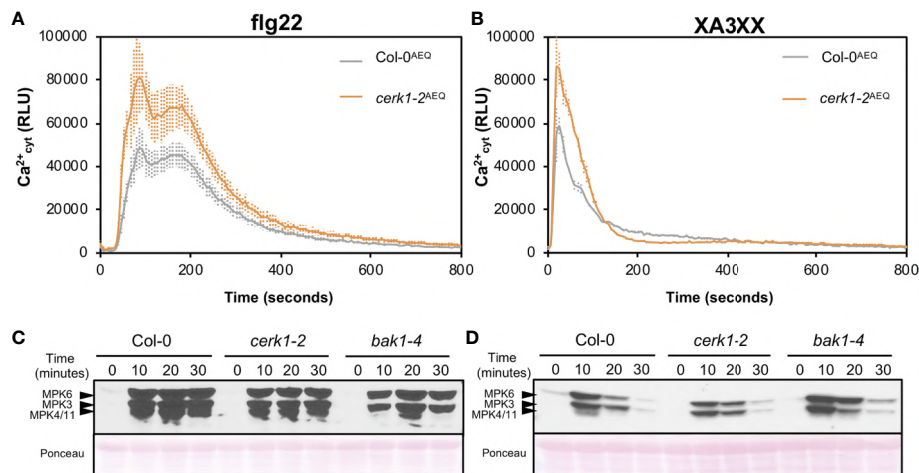 A
flg22
100000
80000
60000
40000
20000
0
Ca²⁺cyt (RLU)
Col-0AEQ
cerk1-2AEQ
0 200 400 600 800
Time (seconds)
B
XA3XX
100000
80000
60000
40000
20000
0
Ca²⁺cyt (RLU)
Col-0AEQ
cerk1-2AEQ
0 200 400 600 800
Time (seconds)
C
Col-0 cerk1-2 bak1-4
Time (minutes) 0 10 20 30 0 10 20 30 0 10 20 30
MPK6
MPK3
MPK4/11
Ponceau
D
Col-0 cerk1-2 bak1-4
Time (minutes) 0 10 20 30 0 10 20 30 0 10 20 30
MPK6
MPK3
MPK4/11
Ponceau